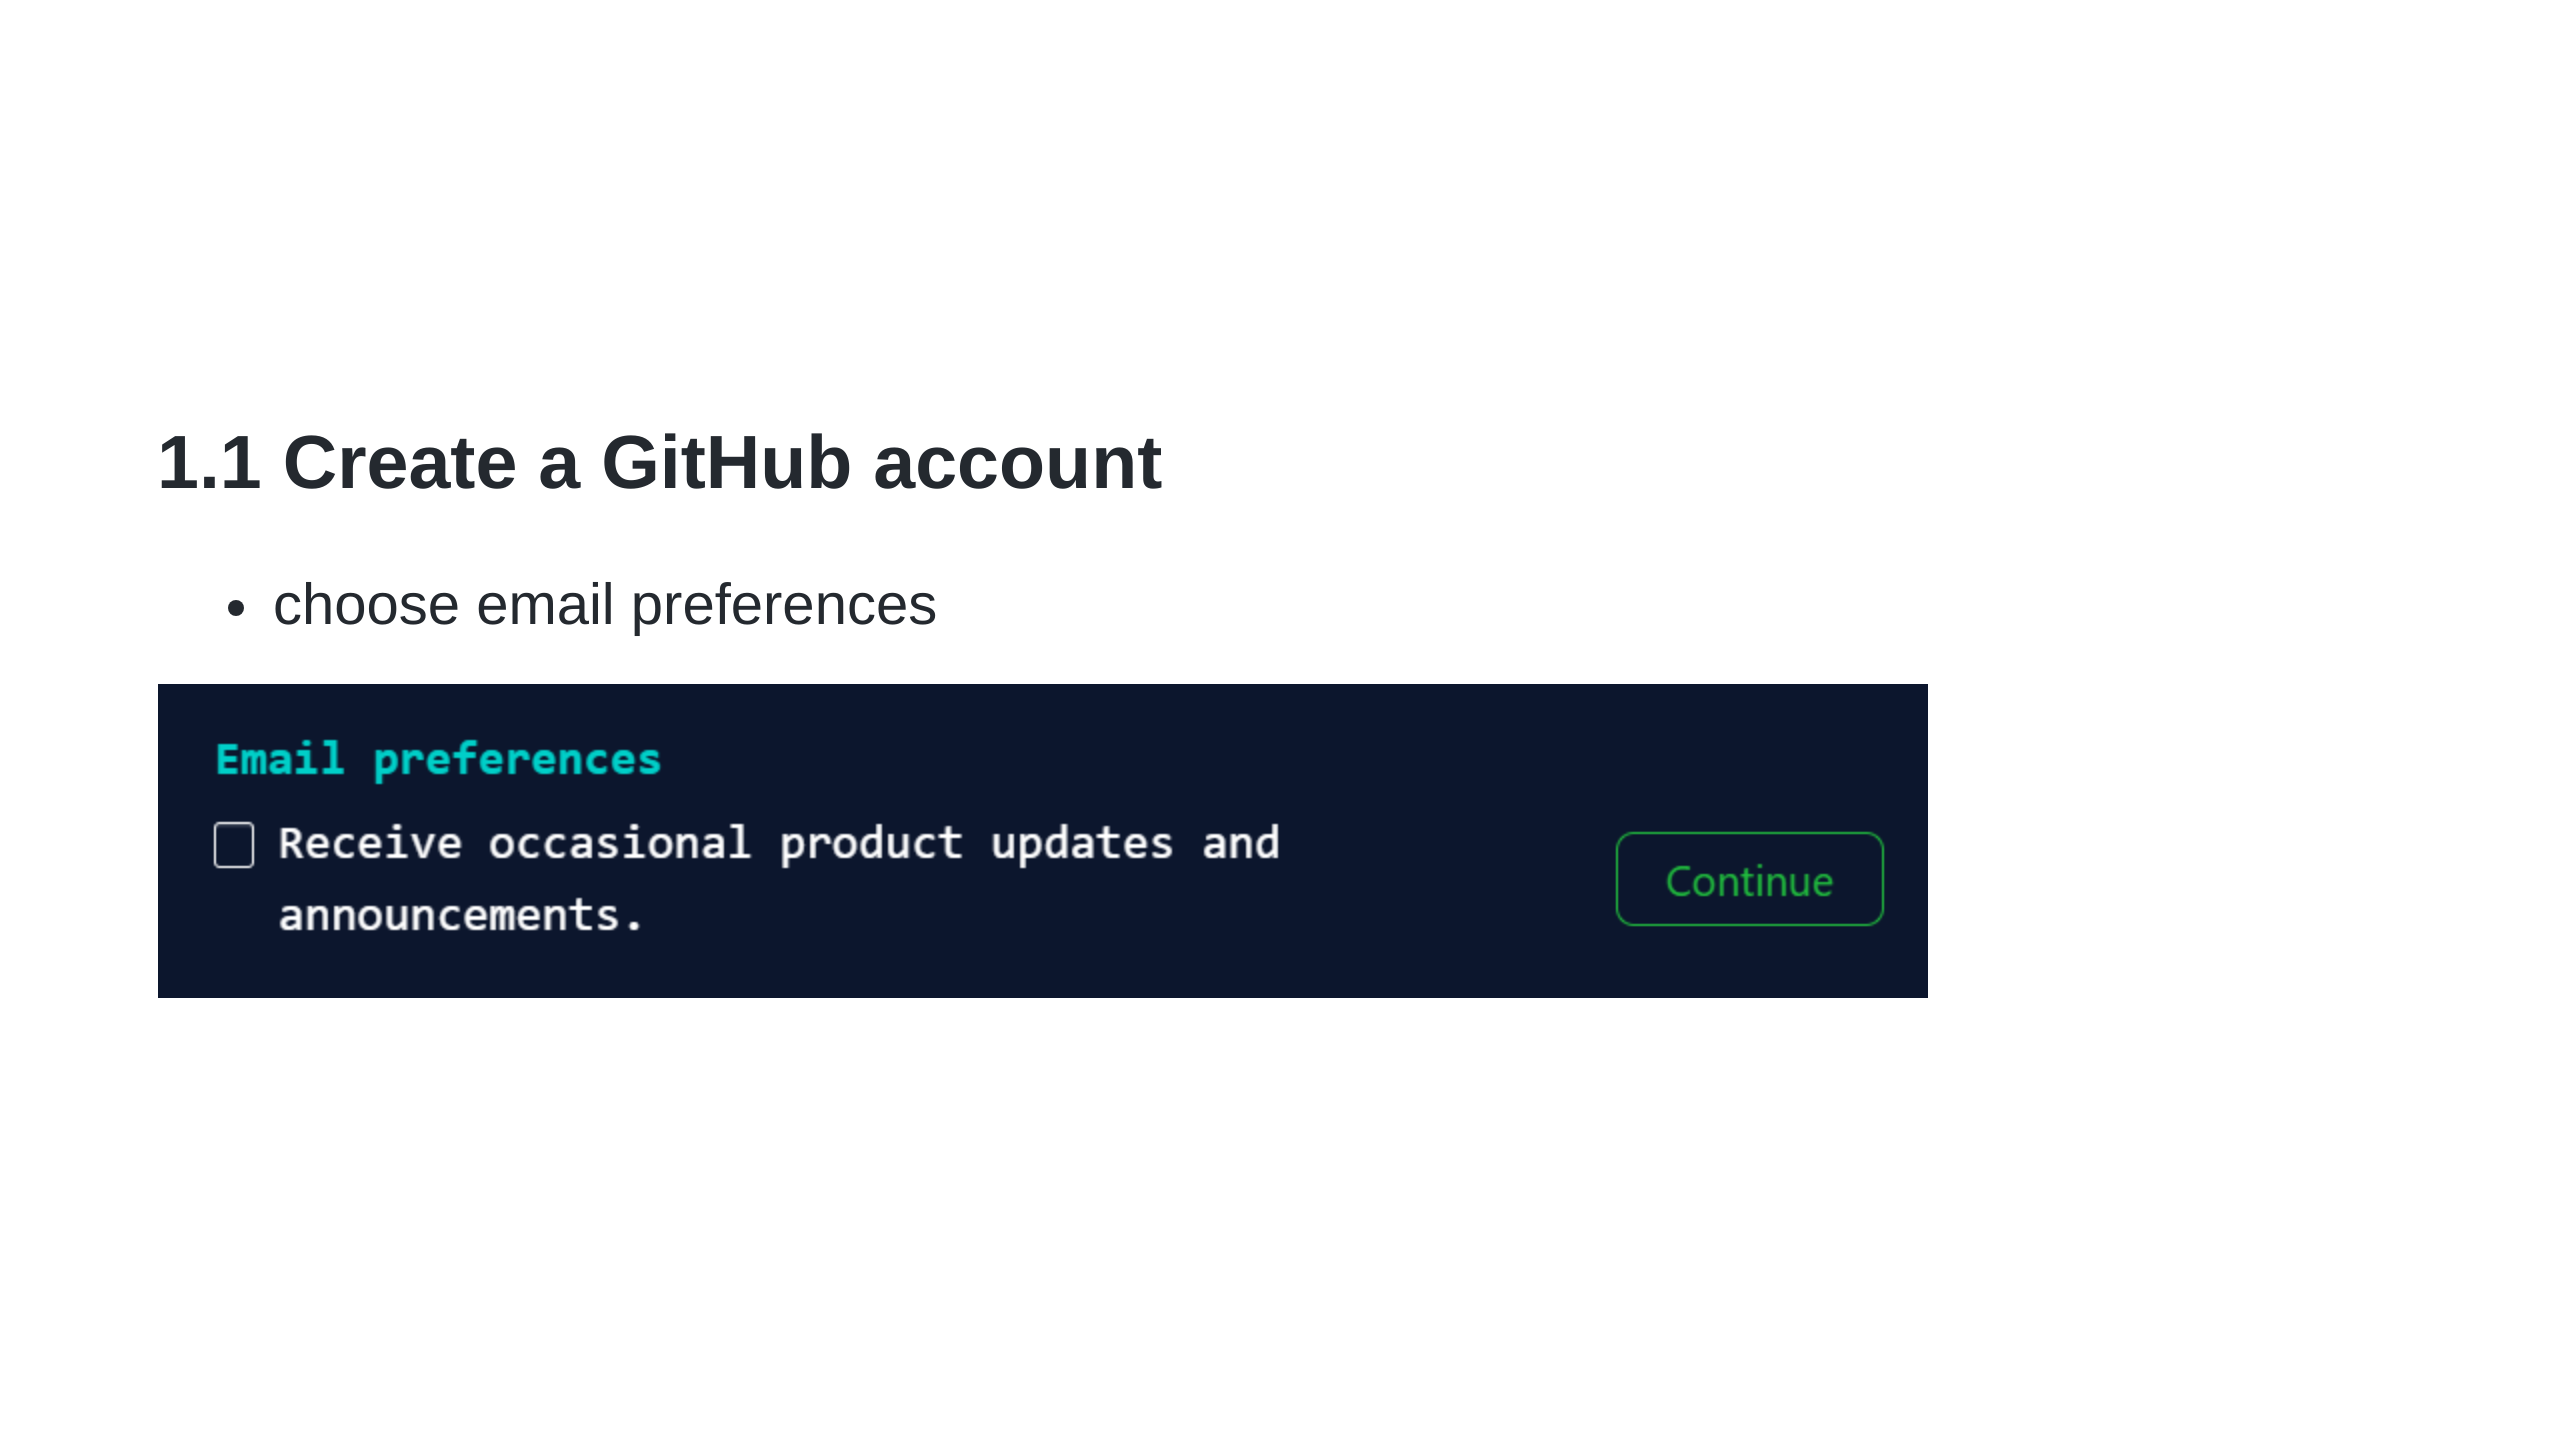 1.1 Create a GitHub account
• choose email preferences
Email preferences
Receive occasional product updates and
announcements.
Continue